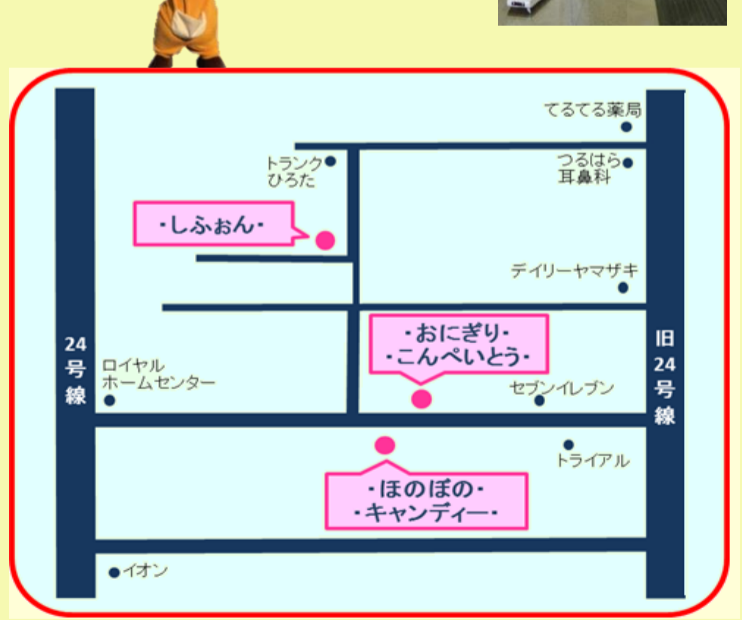 てるてる薬局
トランク
ひろた
つるはら
耳鼻科
・しふぉん・
デイリーヤマザキ
24号線
ロイヤル
ホームセンター
・おにぎり・
・こんぺいとう・
セブンイレブン
旧24号線
トライアル
・ほのぼの・
・キャンディー・
イオン